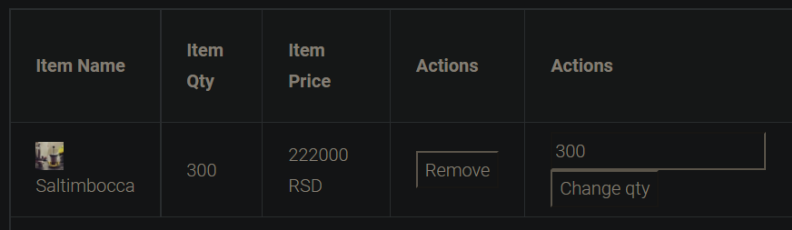 Item Name
Item
Qty
Item
Price
Actions
Actions
Saltimbocca
300
222000
RSD
Remove
300
Change qty